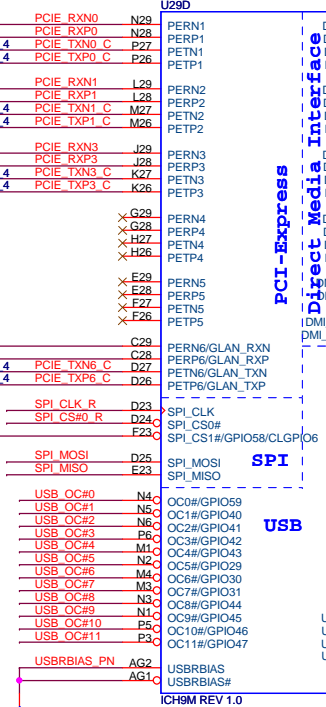 U29D
PCIE_RXN0 N29 PERN1
PCIE_RXP0 N28 PERP1
4 PCIE_TXN0_C P27 PETN1
4 PCIE_TXP0_C P26 PETP1
PCIE_RXN1 L29 PERN2
PCIE_RXP1 L28 PERP2
4 PCIE_TXN1_C M27 PETN2
4 PCIE_TXP1_C M26 PETP2
PCIE_RXN3 J29 PERN3
PCIE_RXP3 J28 PERP3
4 PCIE_TXN3_C K27 PETN3
4 PCIE_TXP3_C K26 PETP3
G29 PERN4
G28 PERP4
H27 PETN4
H26 PETP4
E29 PERN5
E28 PERP5
F27 PETN5
F26 PETP5
C29 PERN6/GLAN_RXN
C28 PERP6/GLAN_RXP
4 PCIE_TXN6_C D27 PETN6/GLAN_TXN
4 PCIE_TXP6_C D26 PETP6/GLAN_TXP
PCI-Express
Direct Media Interface
DMI
DMI_
SPI_CLK_R D23 SPI_CLK
SPI_CS#0_R D24 SPI_CS0#
F23 SPI_CS1#/GPIO58/CLGPIO6
SPI_MOSI D25 SPI_MOSI
SPI_MISO E23 SPI_MISO
SPI
USB_OC#0 N4 OC0#/GPIO59
USB_OC#1 N5 OC1#/GPIO40
USB_OC#2 N6 OC2#/GPIO41
USB_OC#3 P6 OC3#/GPIO42
USB_OC#4 M1 OC4#/GPIO43
USB_OC#5 N2 OC5#/GPIO29
USB_OC#6 M4 OC6#/GPIO30
USB_OC#7 M3 OC7#/GPIO31
USB_OC#8 N3 OC8#/GPIO44
USB_OC#9 N1 OC9#/GPIO45
USB_OC#10 P5 OC10#/GPIO46
USB_OC#11 P3 OC11#/GPIO47
USB
USBRBIAS_PN AG2 USBRBIAS
AG1 USBRBIAS#
ICH9M REV 1.0